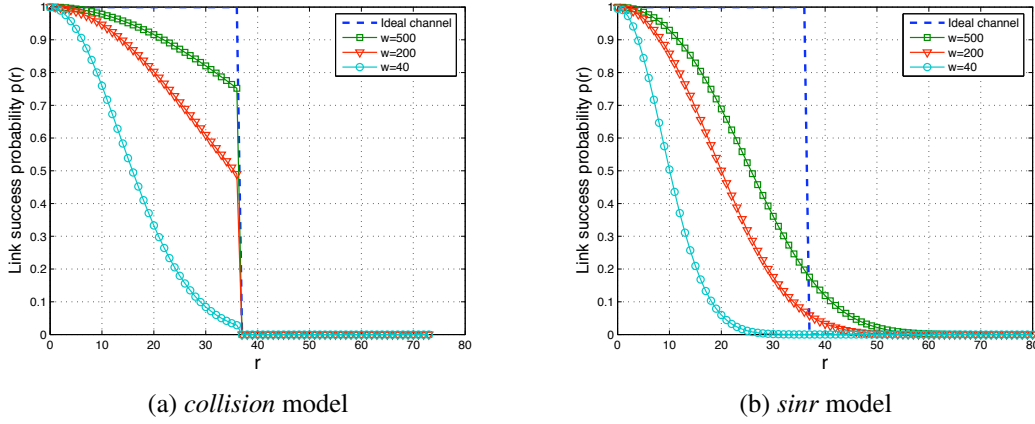 Ideal channel
w=500
w=200
w=40
Link success probability p(r)
1
0.9
0.8
0.7
0.6
0.5
0.4
0.3
0.2
0.1
0
0 10 20 30 40 50 60 70 80
r
(a) collision model
Ideal channel
w=500
w=200
w=40
Link success probability p(r)
1
0.9
0.8
0.7
0.6
0.5
0.4
0.3
0.2
0.1
0
0 10 20 30 40 50 60 70 80
r
(b) sinr model